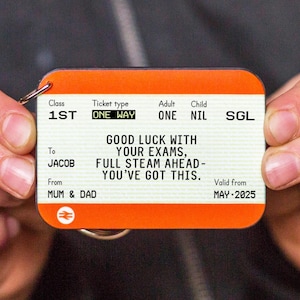 Class Ticket type Adult Child
1ST ONE WAY ONE NIL SGL
GOOD LUCK WITH
YOUR EXAMS,
FULL STEAM AHEAD-
YOU'VE GOT THIS.
To
JACOB
From Valid from
MUM & DAD MAY·2025